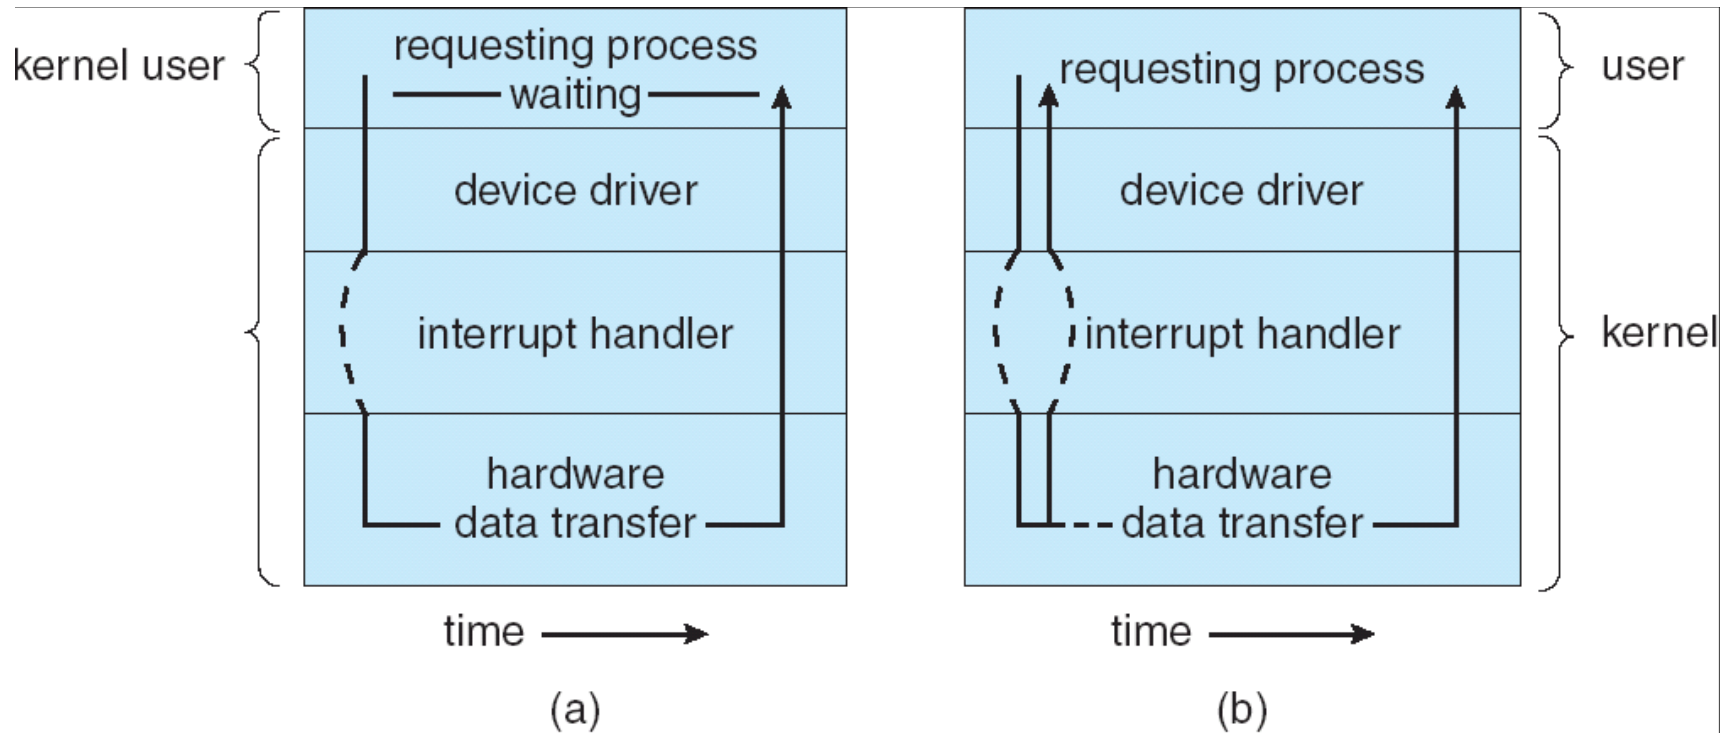 kernel user
requesting process
waiting
device driver
interrupt handler
hardware
data transfer
time
(a)
requesting process
user
device driver
interrupt handler
kernel
hardware
data transfer
time
(b)